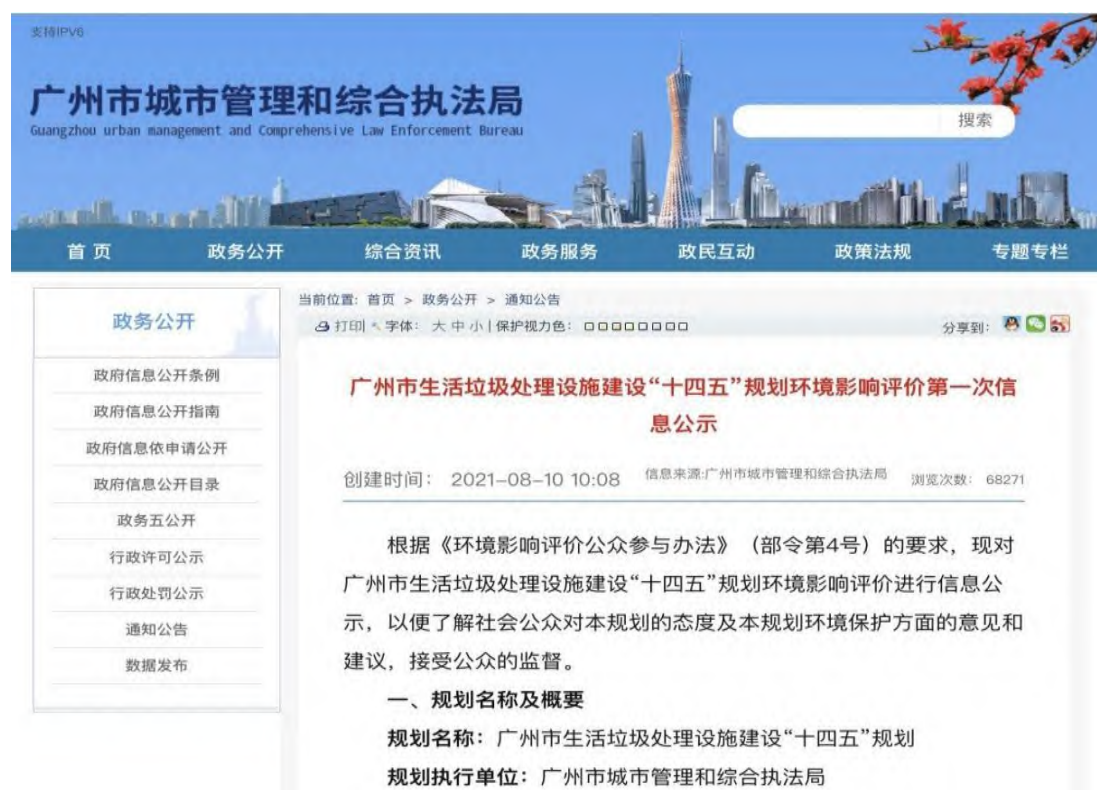 支持IPV6
广州市城市管理和综合执法局
Guangzhou urban management and Comprehensive Law Enforcement Bureau
搜索
首 页 政务公开 综合资讯 政务服务 政民互动 政策法规 专题专栏
政务公开
政府信息公开条例
政府信息公开指南
政府信息依申请公开
政府信息公开目录
政务五公开
行政许可公示
行政处罚公示
通知公告
数据发布
当前位置: 首页 > 政务公开 > 通知公告
打印| 字体: 大 中 小|保护视力色:
分享到:
广州市生活垃圾处理设施建设“十四五”规划环境影响评价第一次信
息公示
创建时间: 2021-08-10 10:08 信息来源:广州市城市管理和综合执法局 浏览次数: 68271
根据《环境影响评价公众参与办法》（部令第4号）的要求，现对
广州市生活垃圾处理设施建设“十四五”规划环境影响评价进行信息公
示，以便了解社会公众对本规划的态度及本规划环境保护方面的意见和
建议，接受公众的监督。
一、规划名称及概要
规划名称：广州市生活垃圾处理设施建设“十四五”规划
规划执行单位：广州市城市管理和综合执法局